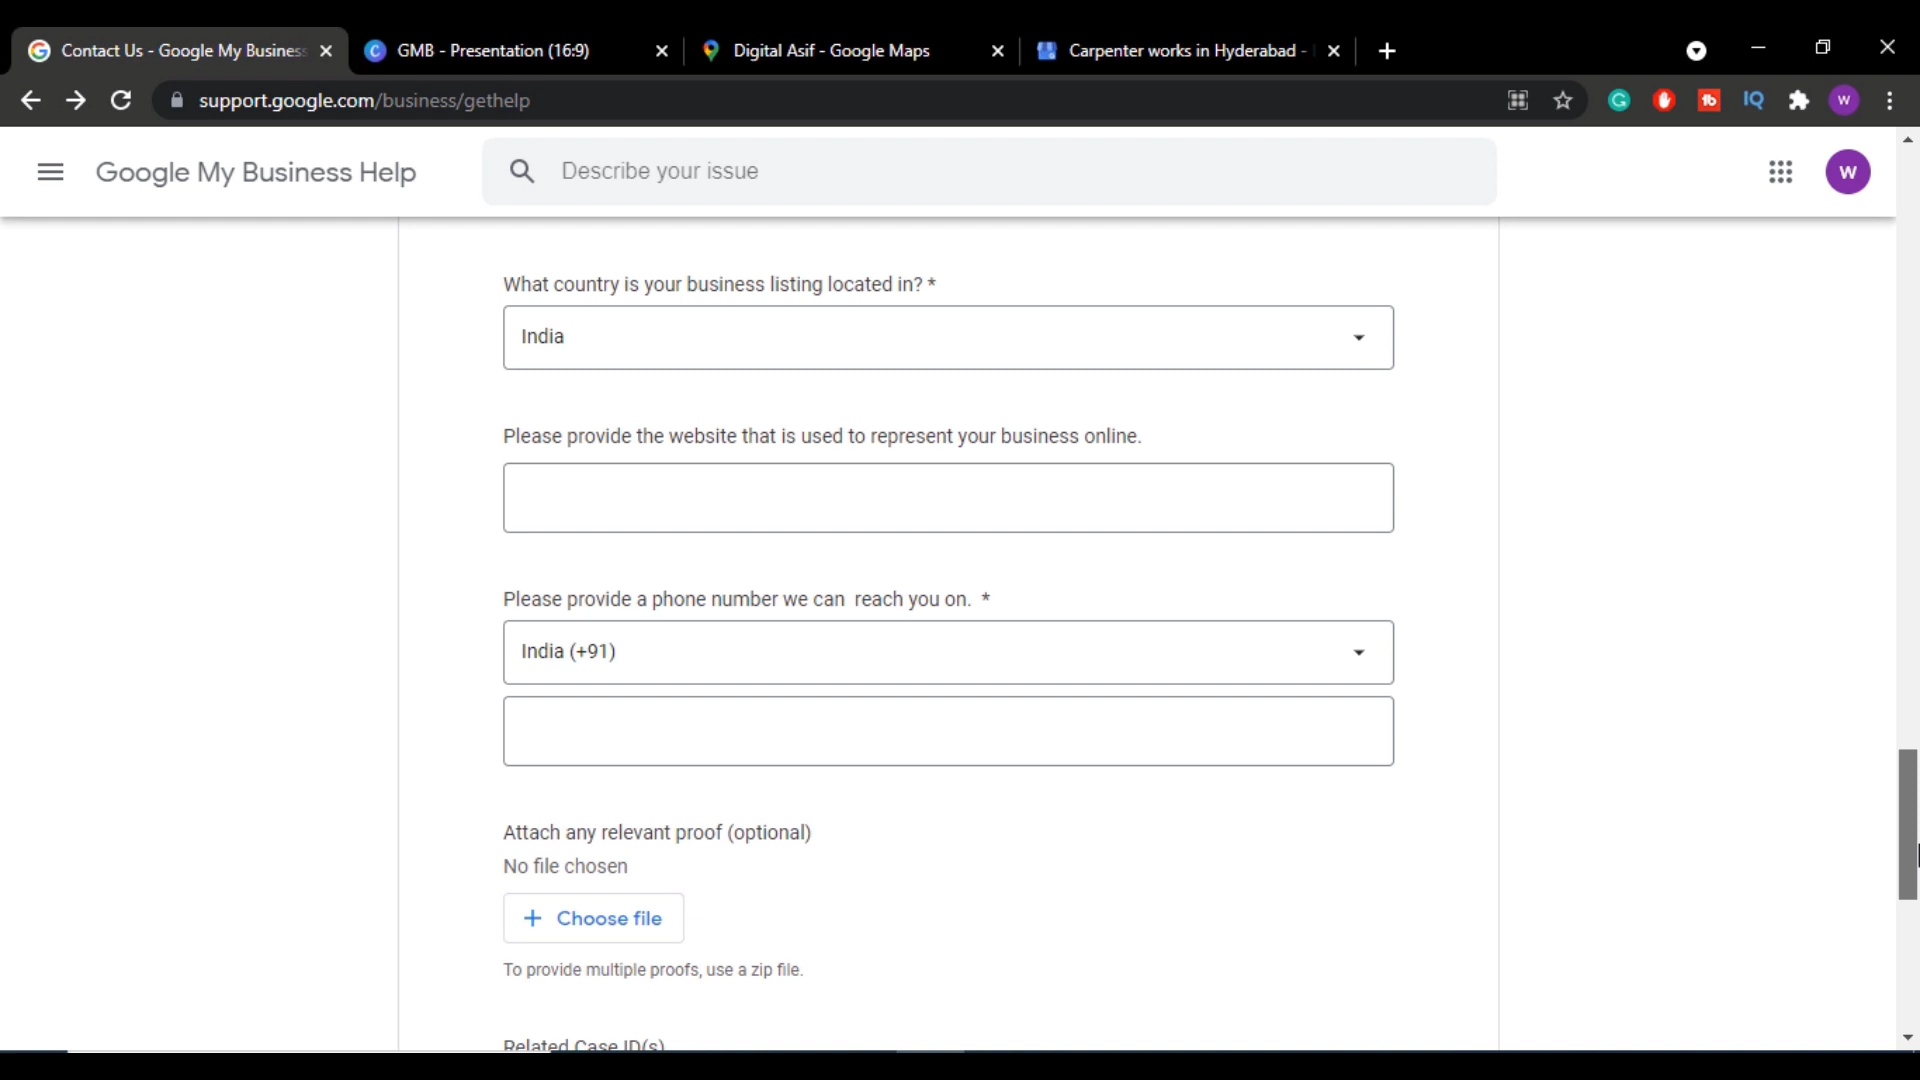 Contact Us - Google My Business
GMB - Presentation (16:9)
Digital Asif - Google Maps
Carpenter works in Hyderabad -
support.google.com/business/gethelp
G
tb
IQ
W
Google My Business Help
Describe your issue
W
What country is your business listing located in? *
India
Please provide the website that is used to represent your business online.
Please provide a phone number we can reach you on. *
India (+91)
Attach any relevant proof (optional)
No file chosen
+ Choose file
To provide multiple proofs, use a zip file.
Related Case ID(s)